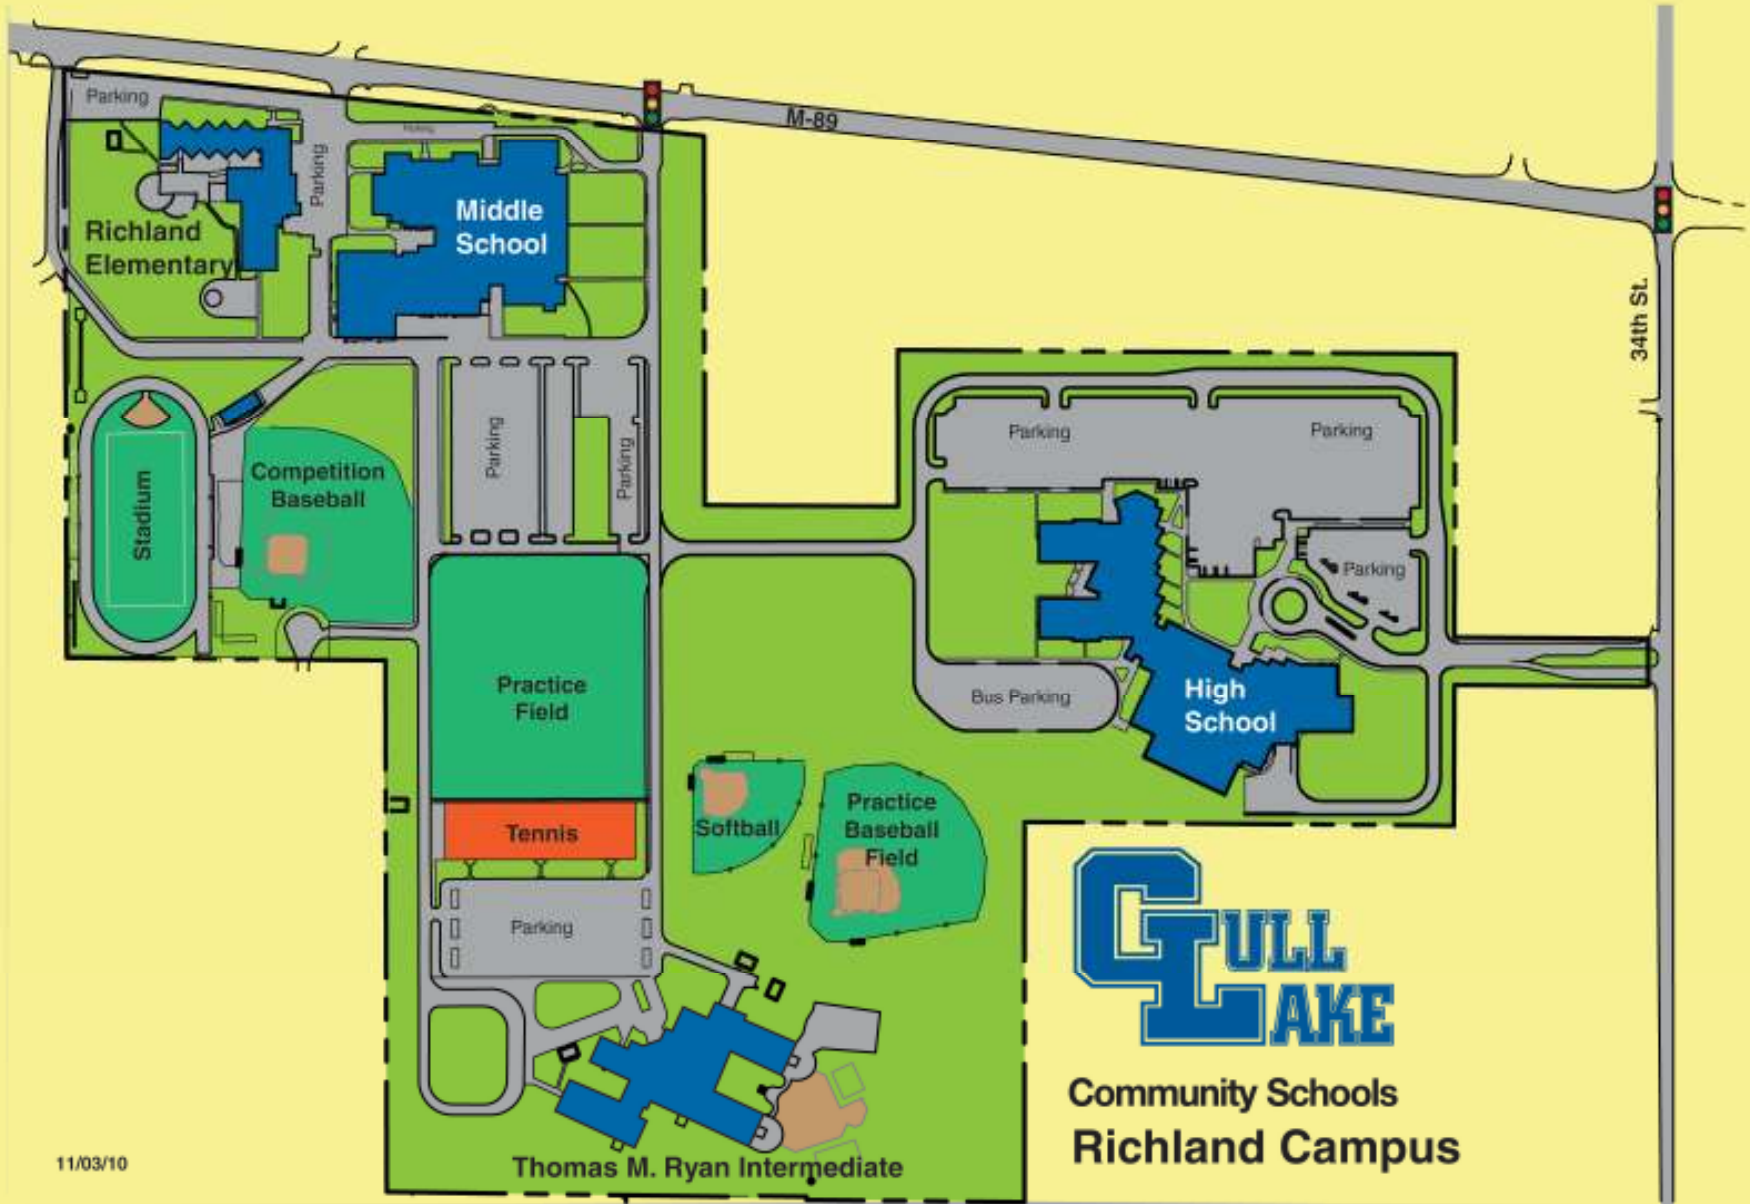 Parking
Parking
Parking
M-89
Richland
Elementary
Middle
School
34th St.
Parking
Parking
Parking
Parking
Stadium
Competition
Baseball
Parking
Practice
Field
Bus Parking
High
School
Tennis
Softball
Practice
Baseball
Field
Parking
GULL
LAKE
Community Schools
Richland Campus
11/03/10
Thomas M. Ryan Intermediate